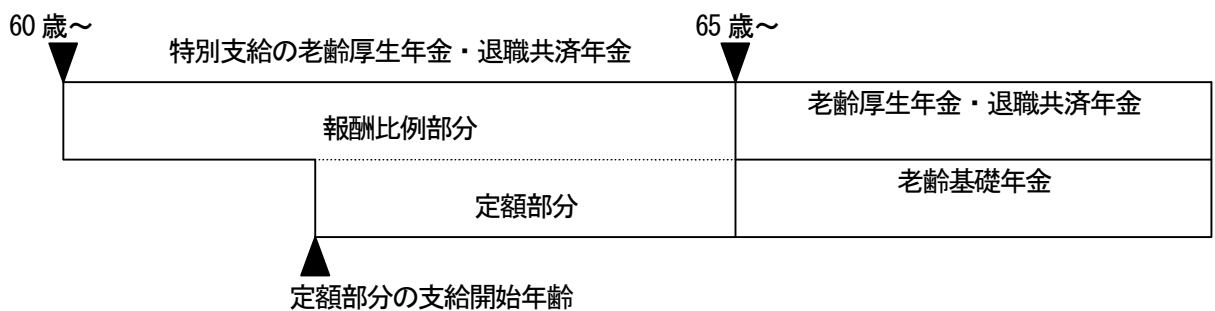 60 歳～
65 歳～
特別支給の老齢厚生年金・退職共済年金
老齢厚生年金・退職共済年金
報酬比例部分
老齢基礎年金
定額部分
定額部分の支給開始年齢